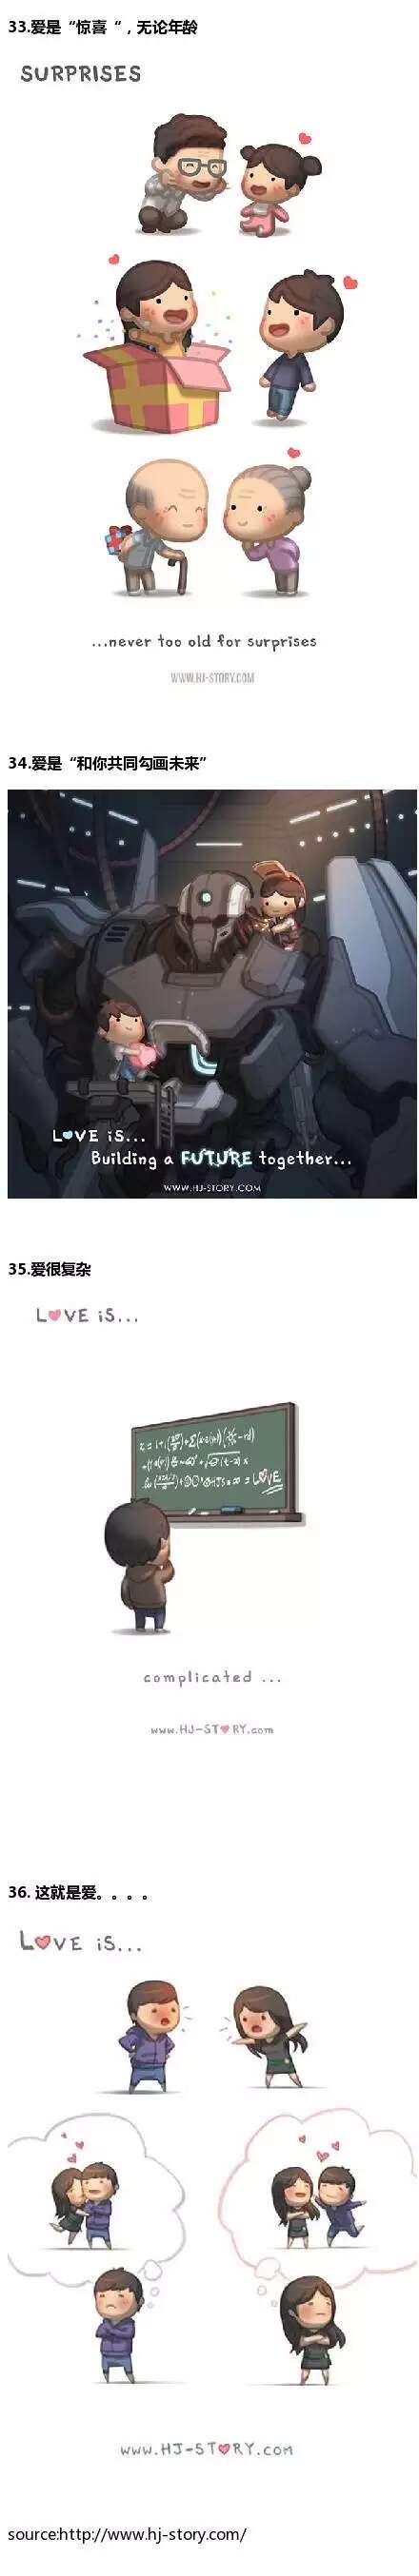 33.爱是“惊喜“，无论年龄
SURPRISES
...never too old for surprises
WWW.HJ-STORY.COM
34.爱是“和你共同勾画未来”
LOVE iS...
Building a FUTURE together...
WWW.HJ-STORY.COM
35.爱很复杂
LOVE iS...
= LOVE
complicated ...
www.HJ-STORY.com
36. 这就是爱。。。。
LOVE iS...
www.HJ-STORY.com
source:http://www.hj-story.com/